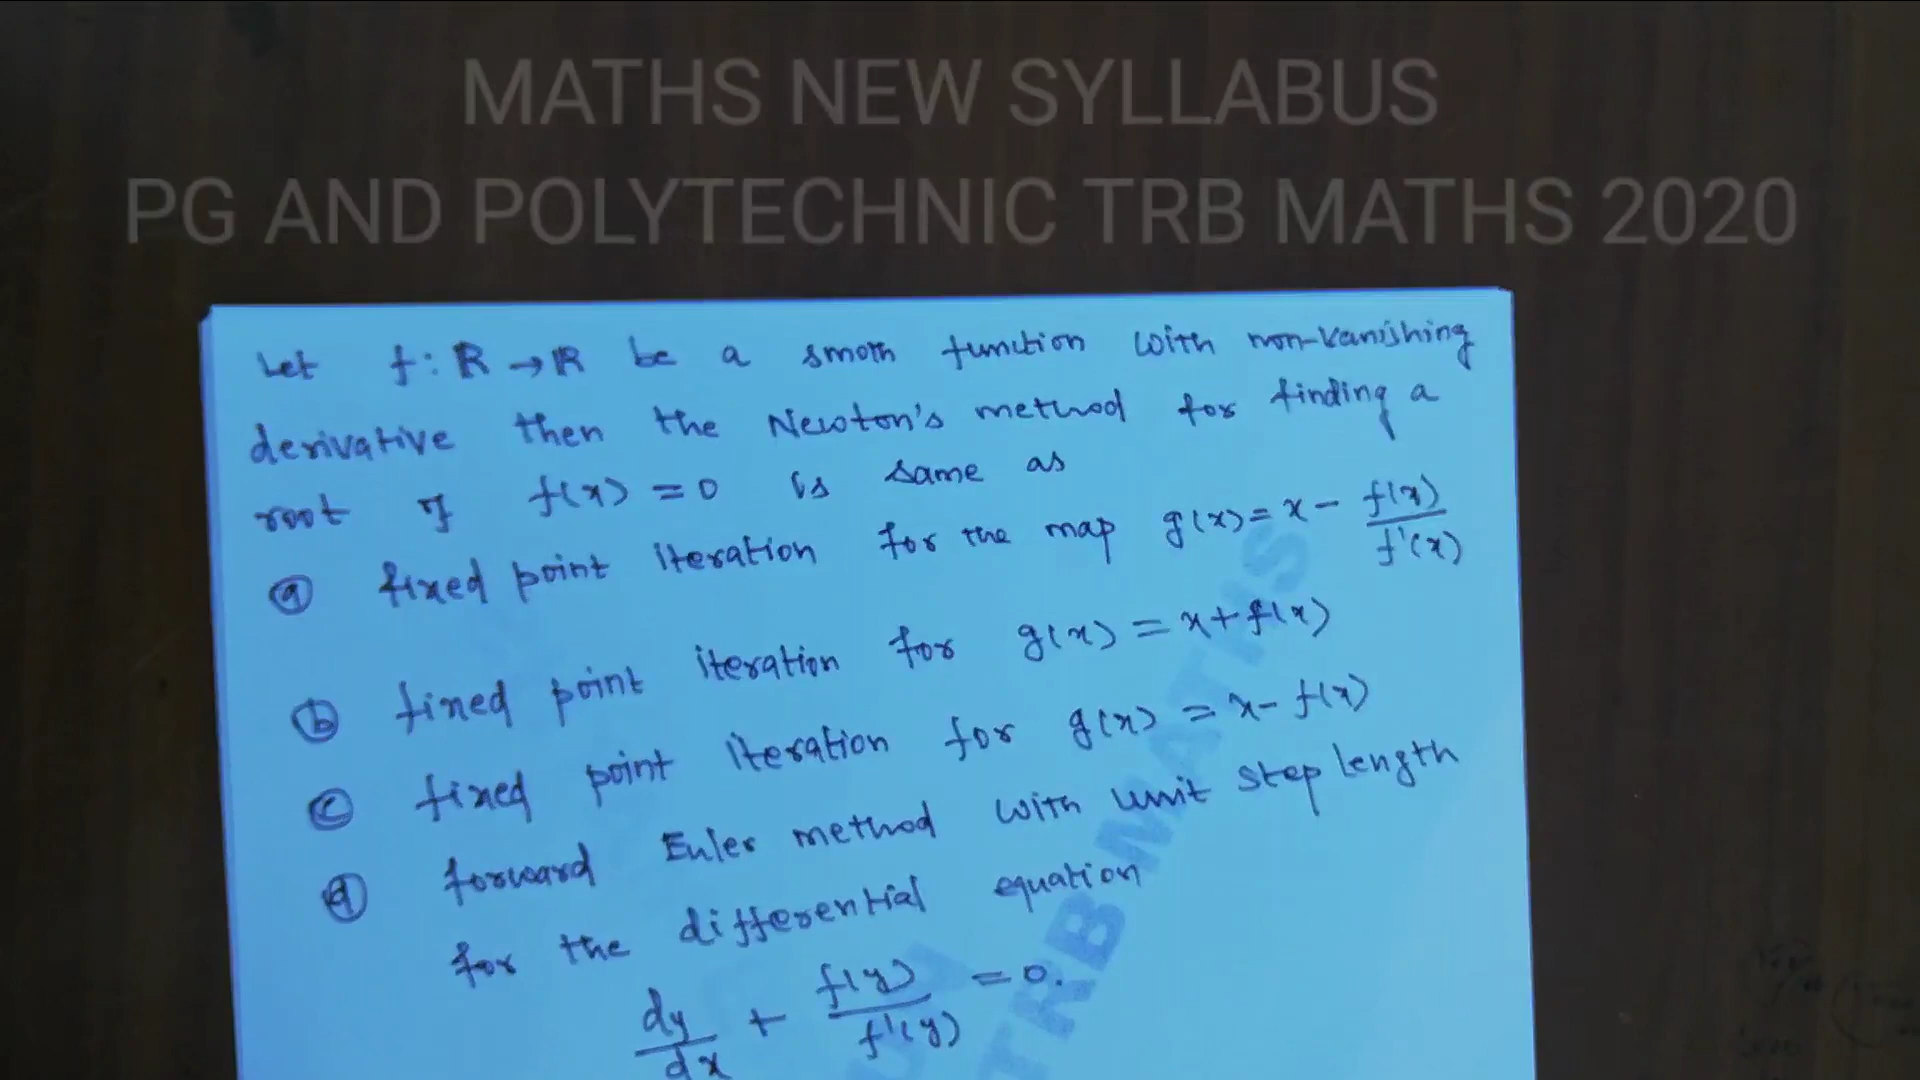 MATHS NEW SYLLABUS
PG AND POLYTECHNIC TRB MATHS 2020
Let f: ℝ → ℝ be a smoth function with non-vanishing
derivative then the Newton's method for finding a
root of f(x) = 0 is same as
(a) fixed point iteration for the map g(x) = x - f(x)/f'(x)
(b) fixed point iteration for g(x) = x + f(x)
(c) fixed point iteration for g(x) = x - f(x)
(d) forward Euler method with unit step length
for the differential equation
dy/dx + f(y)/f'(y) = 0.
TRB MATHS